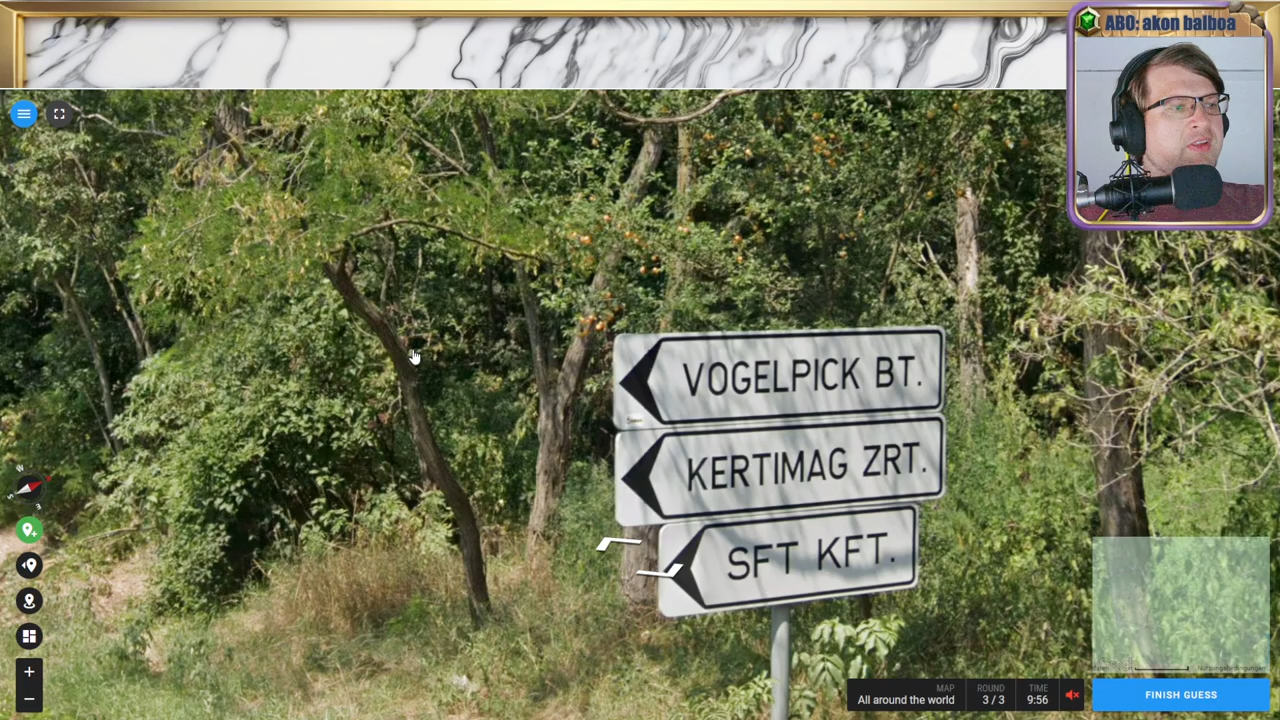 ABO: akon balboa
VOGELPICK BT.
KERTIMAG ZRT.
SFT KFT.
MAP
All around the world
ROUND
3 / 3
TIME
9:56
Nutzungsbedingungen
FINISH GUESS